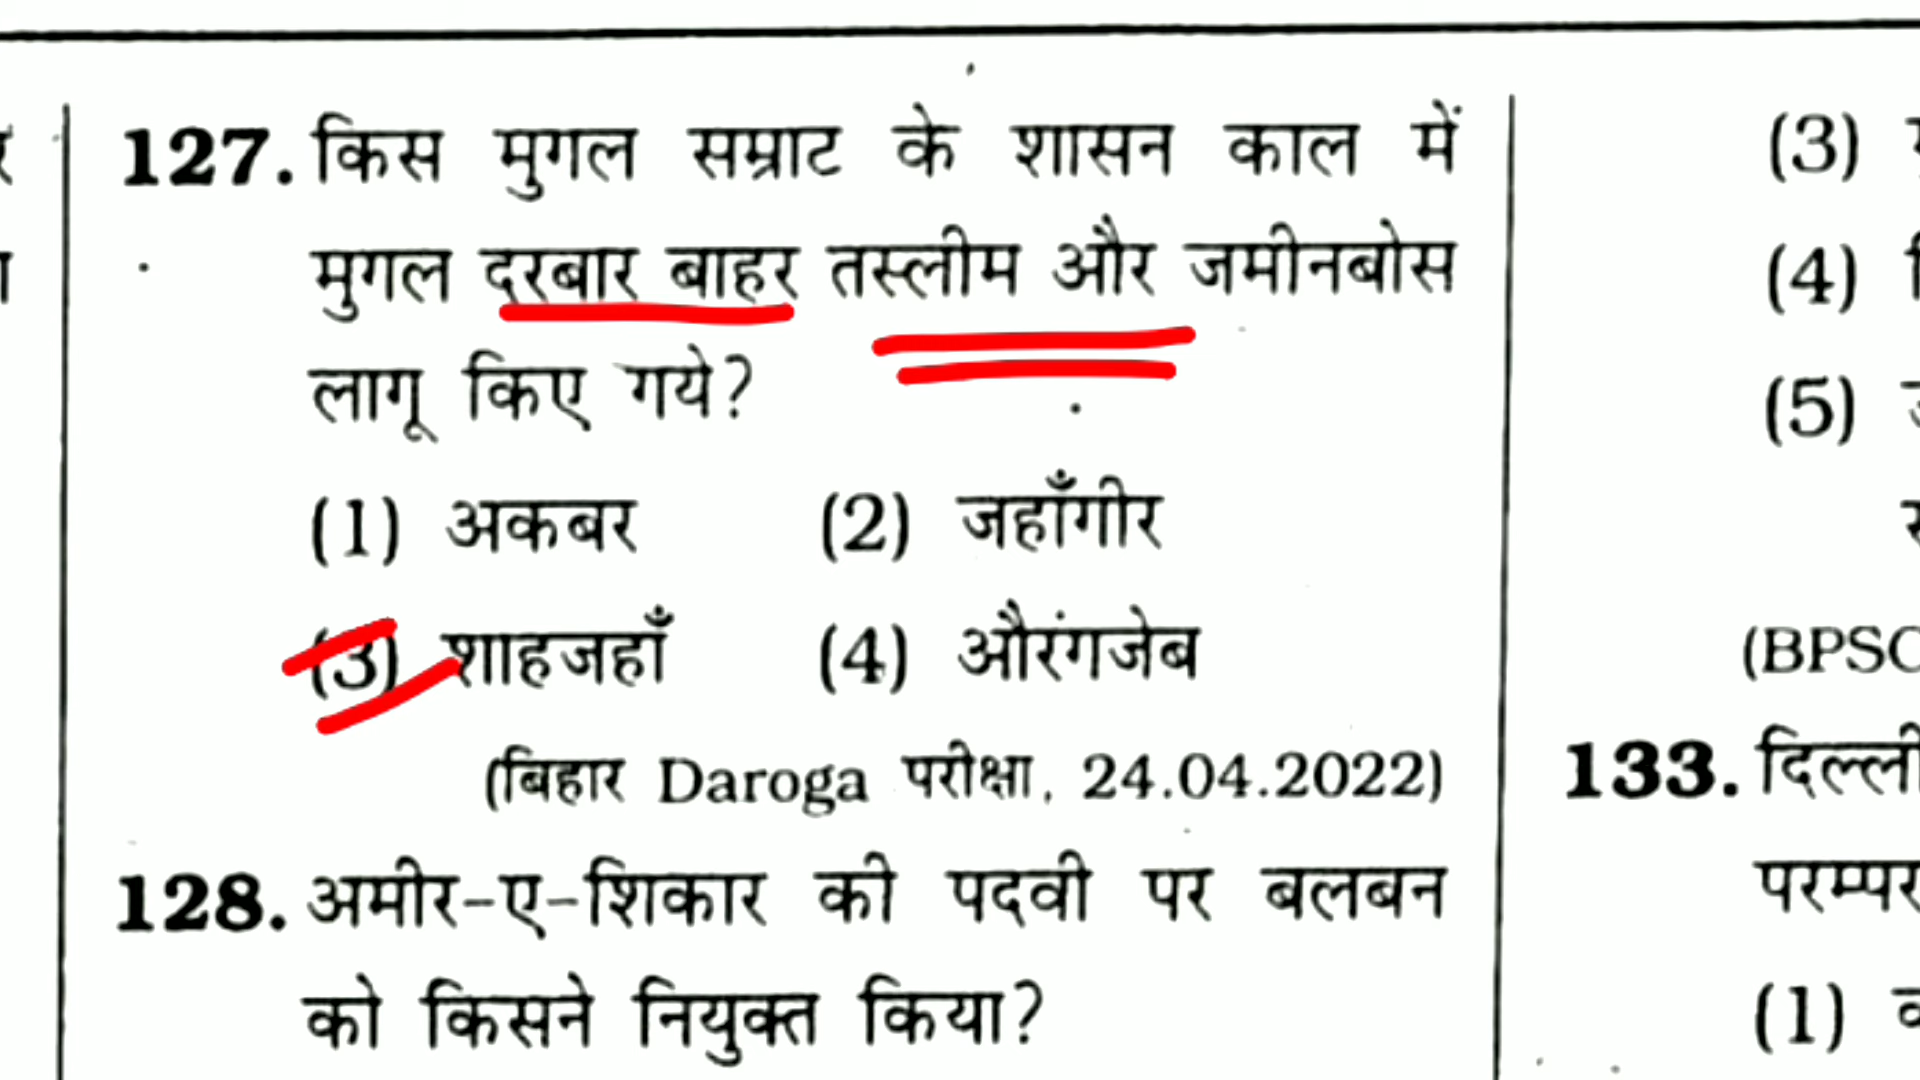 127. किस मुगल सम्राट के शासन काल में
मुगल दरबार बाहर तस्लीम और जमीनबोस
लागू किए गये?
(1) अकबर (2) जहाँगीर
(3) शाहजहाँ (4) औरंगजेब
(बिहार Daroga परीक्षा, 24.04.2022)
128. अमीर-ए-शिकार की पदवी पर बलबन
को किसने नियुक्त किया?
(3)
(4)
(5)
(BPSC
133. दिल्ली
परम्पर
(1)